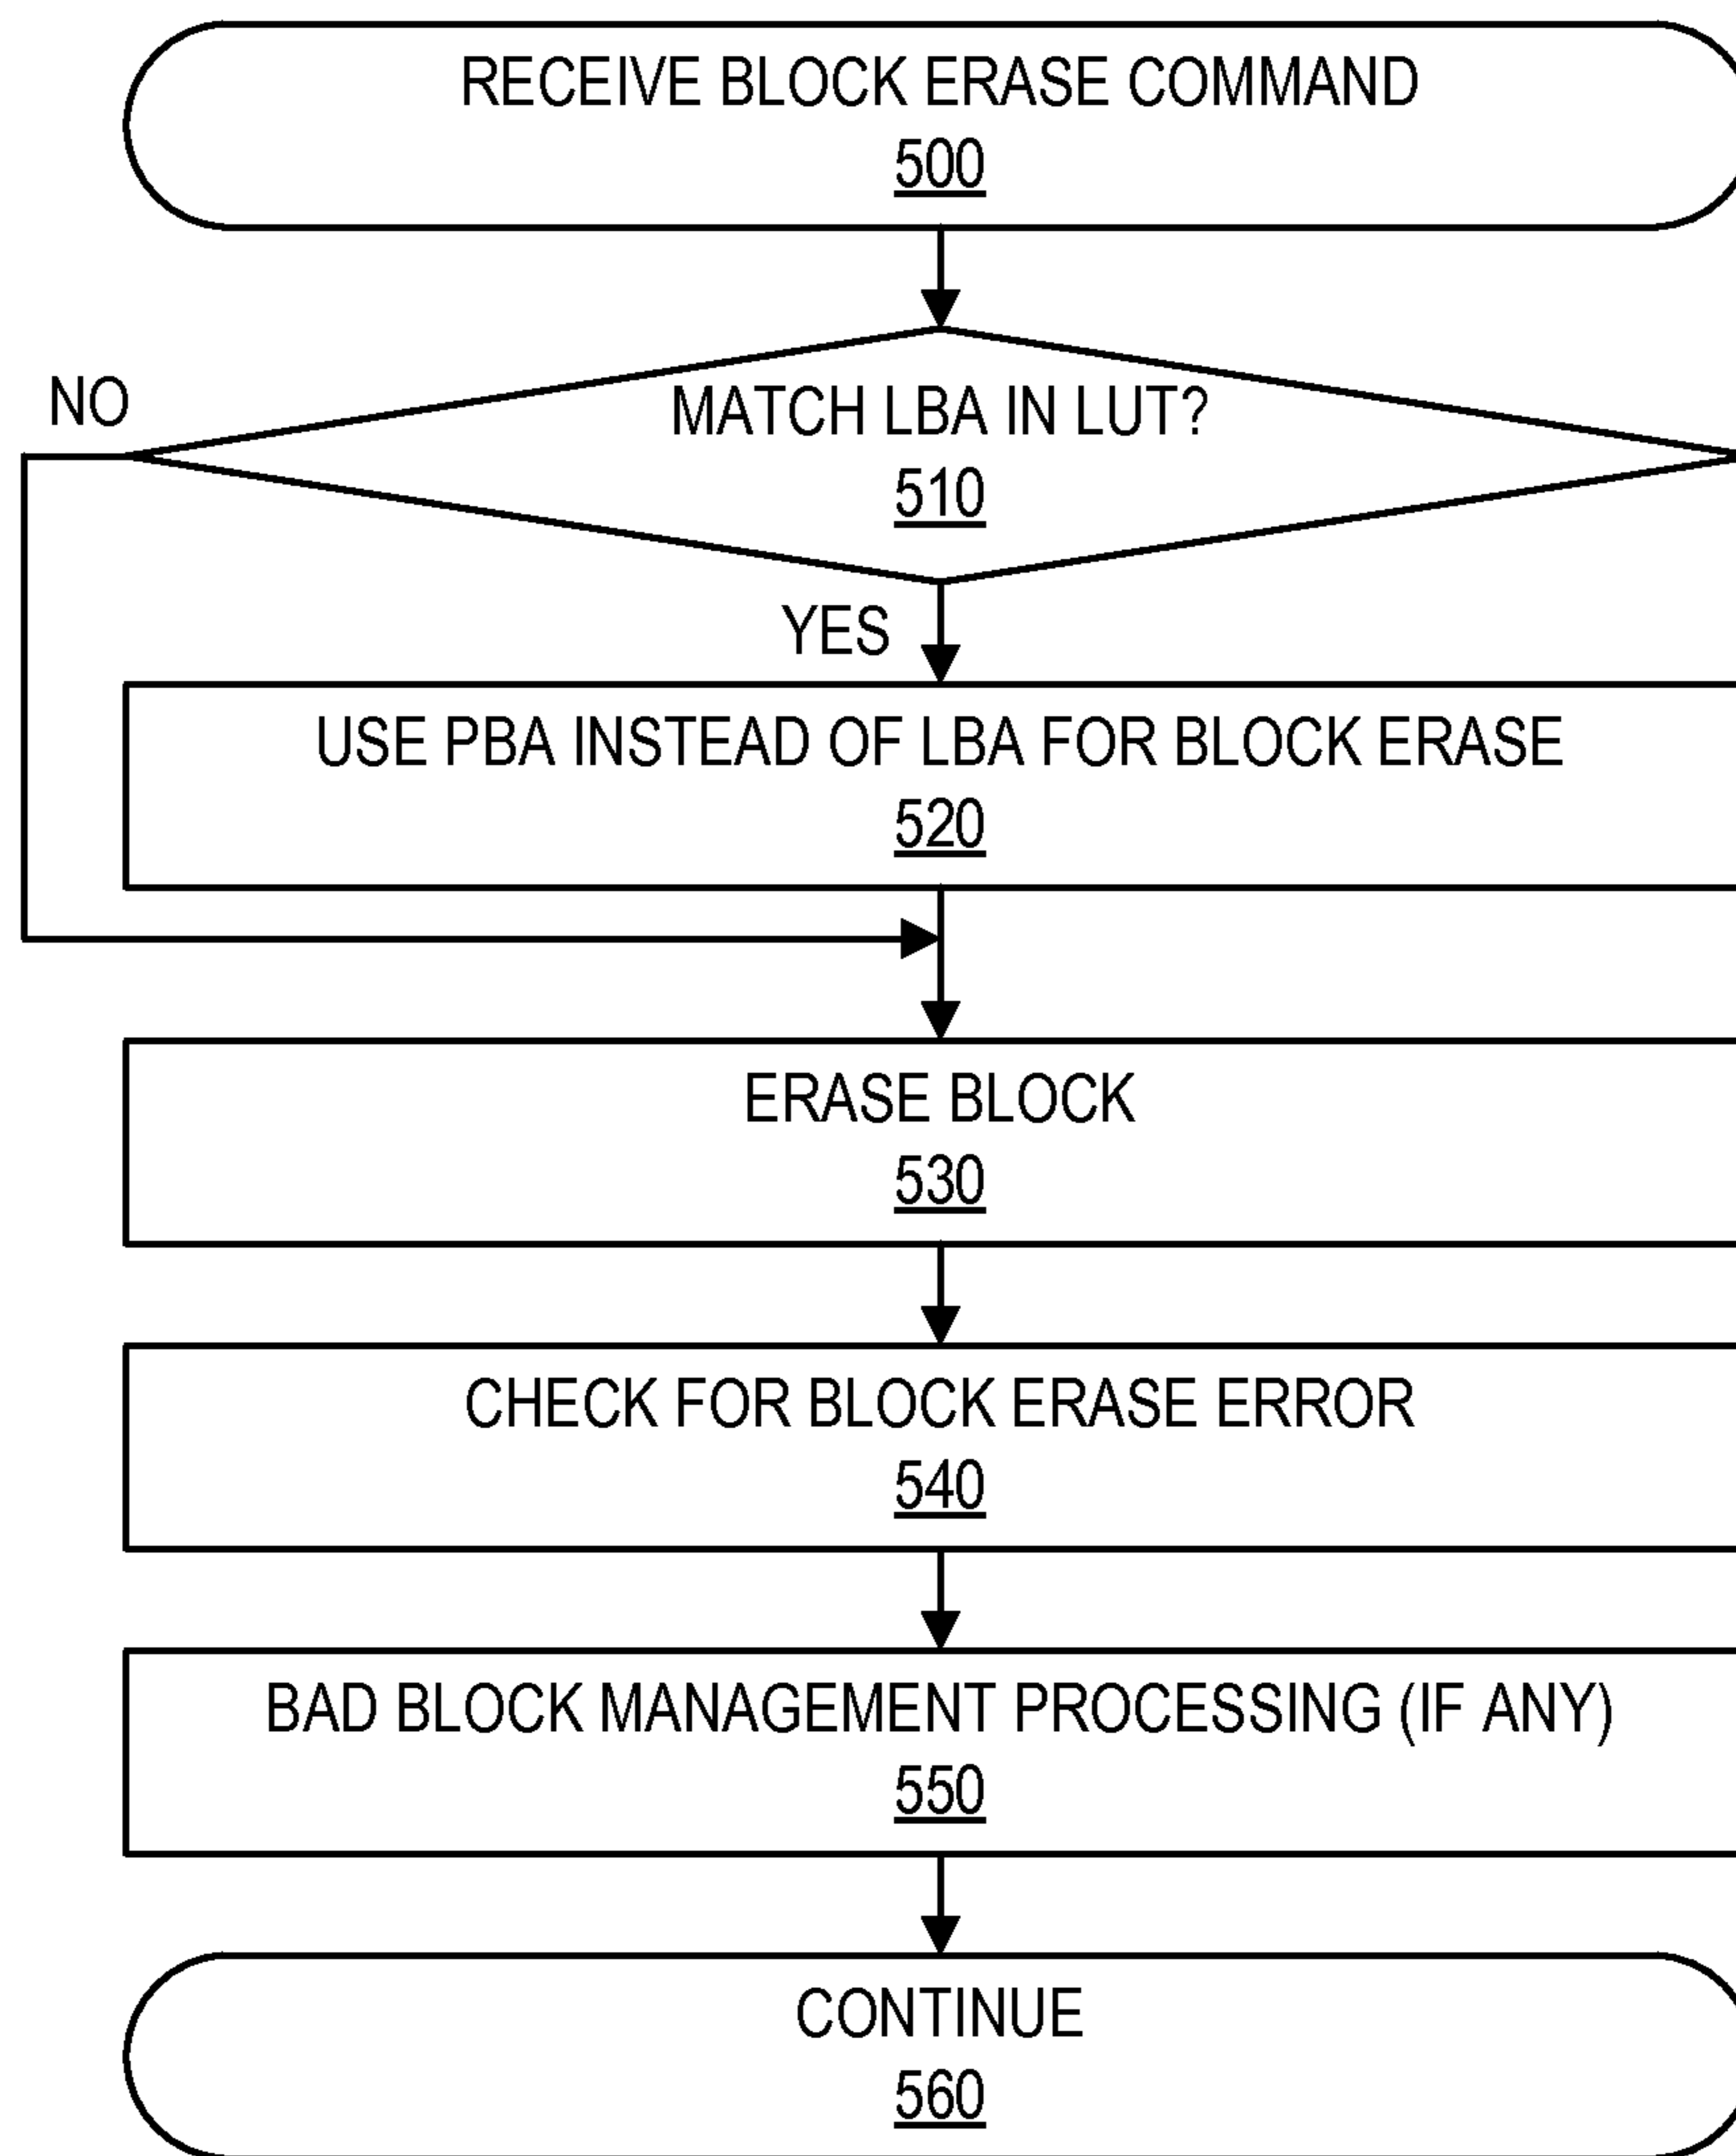 RECEIVE BLOCK ERASE COMMAND
500
NO
MATCH LBA IN LUT?
510
YES
USE PBA INSTEAD OF LBA FOR BLOCK ERASE
520
ERASE BLOCK
530
CHECK FOR BLOCK ERASE ERROR
540
BAD BLOCK MANAGEMENT PROCESSING (IF ANY)
550
CONTINUE
560